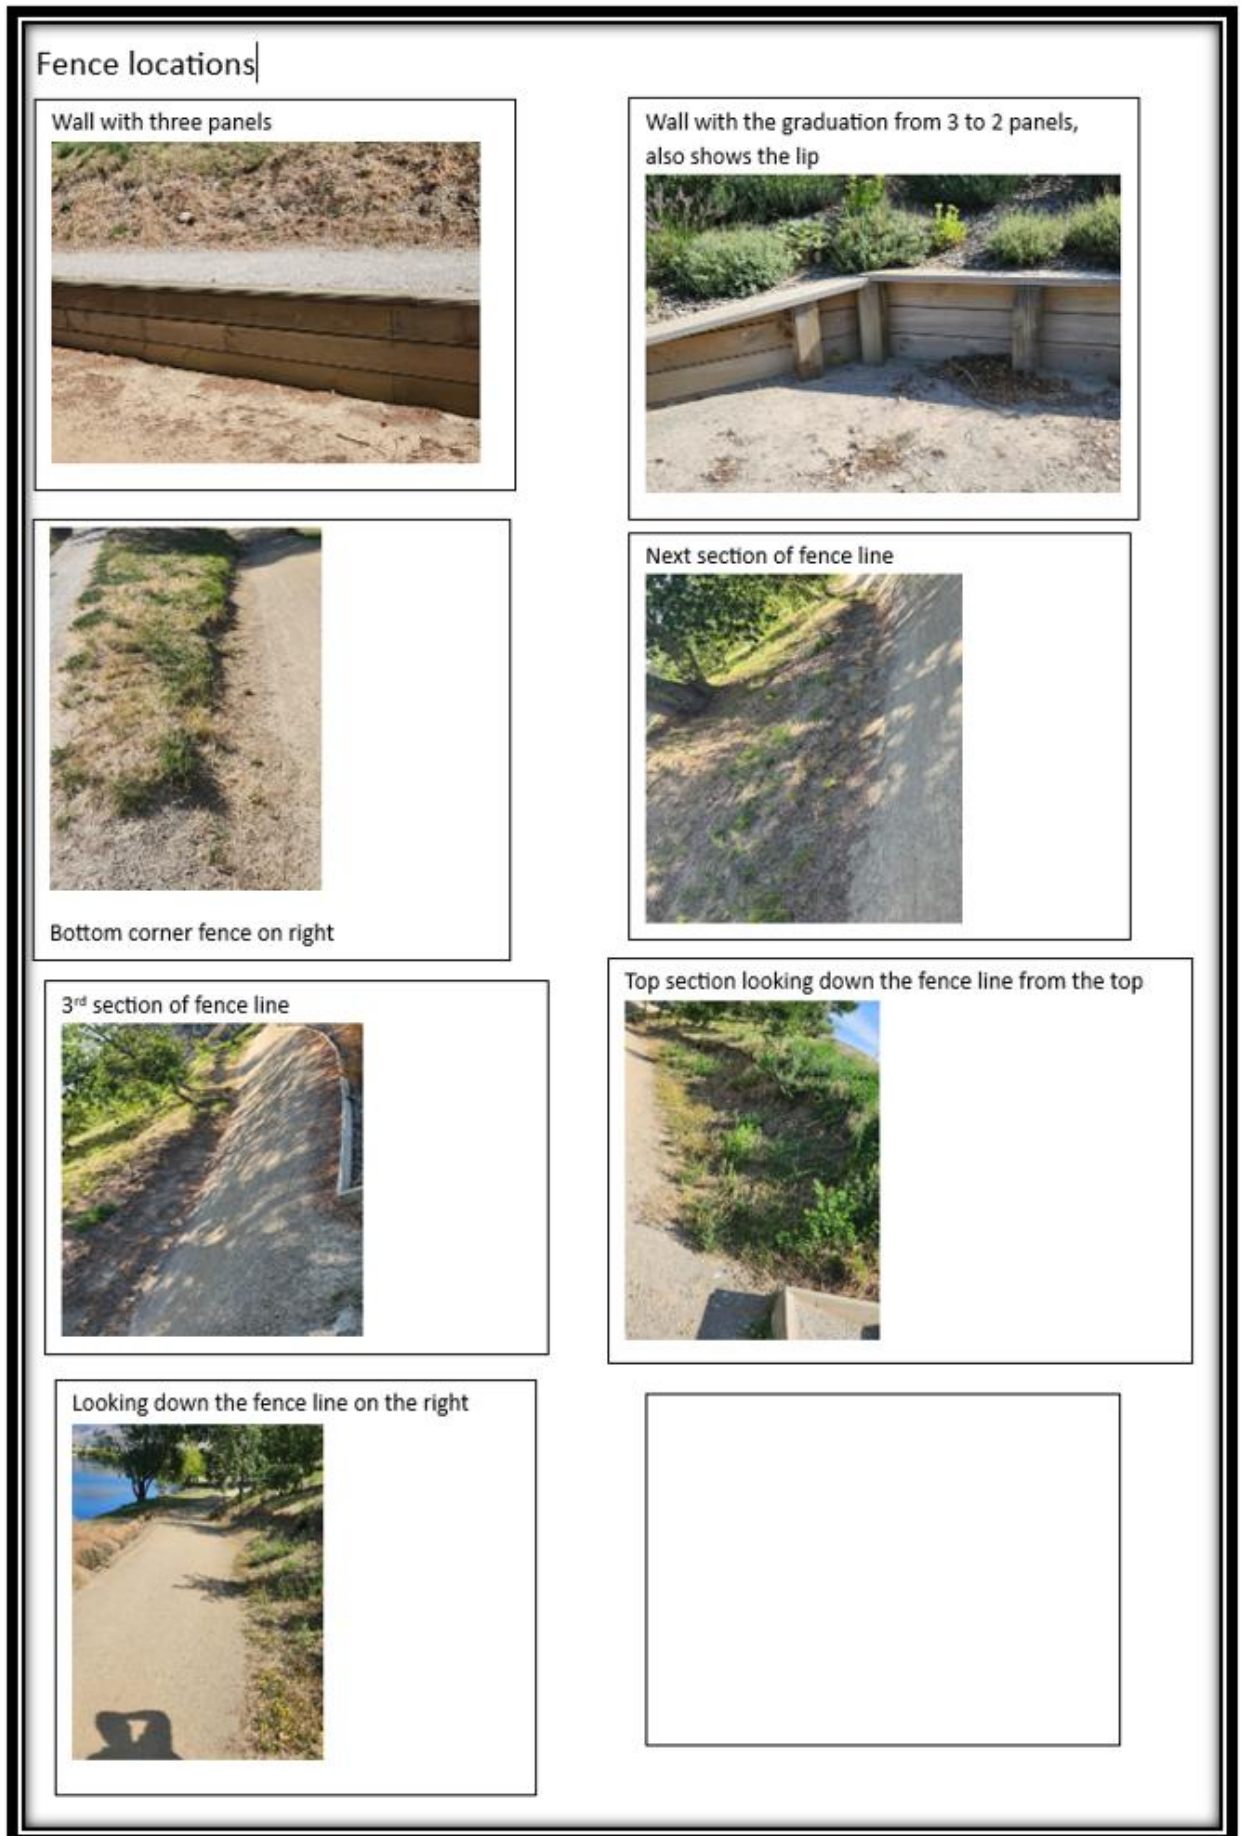 Fence locations
Wall with three panels
Wall with the graduation from 3 to 2 panels,
also shows the lip
Bottom corner fence on right
Next section of fence line
3rd section of fence line
Top section looking down the fence line from the top
Looking down the fence line on the right